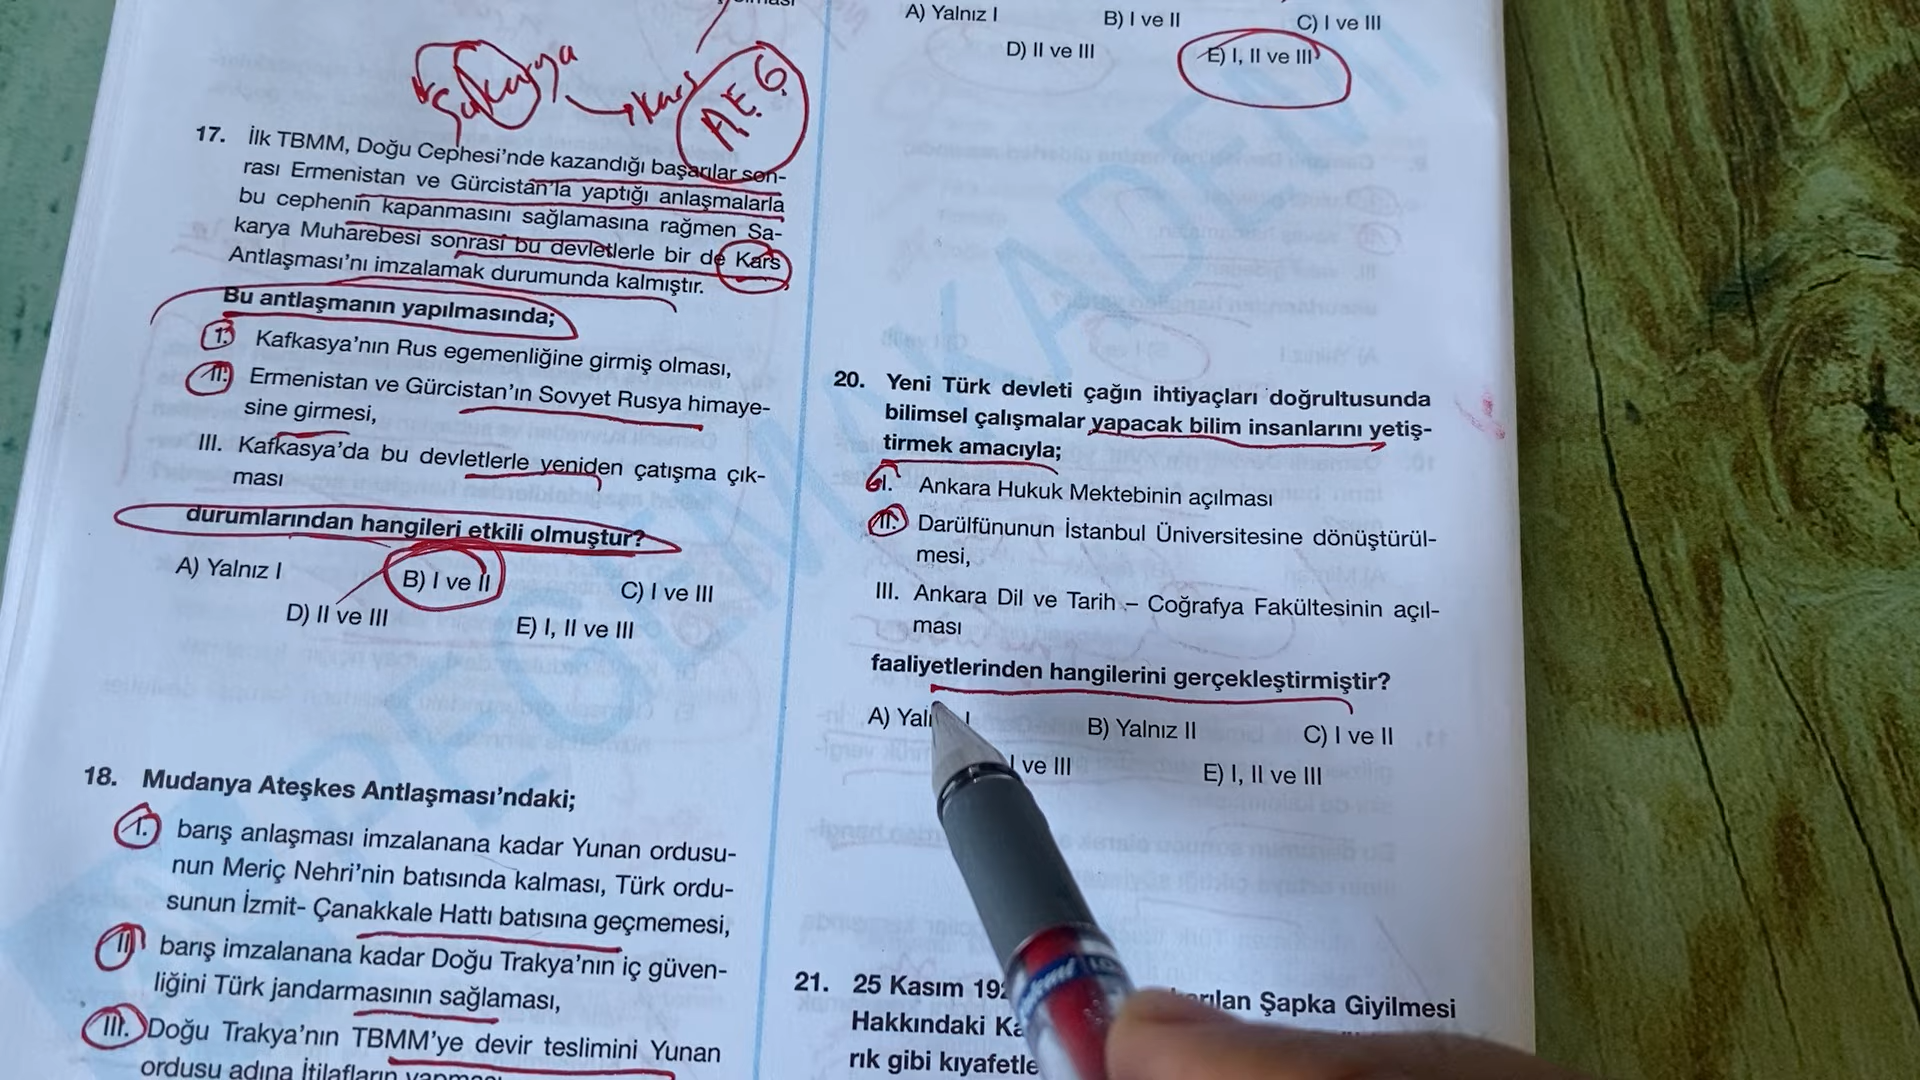 Sakarya → Kars
A.E.6
17. İlk TBMM, Doğu Cephesi'nde kazandığı başarılar son-
rası Ermenistan ve Gürcistan'la yaptığı anlaşmalarla
bu cephenin kapanmasını sağlamasına rağmen Sa-
karya Muharebesi sonrası bu devletlerle bir de Kars
Antlaşması'nı imzalamak durumunda kalmıştır.
Bu antlaşmanın yapılmasında;
I. Kafkasya'nın Rus egemenliğine girmiş olması,
II. Ermenistan ve Gürcistan'ın Sovyet Rusya himaye-
sine girmesi,
III. Kafkasya'da bu devletlerle yeniden çatışma çık-
ması
durumlarından hangileri etkili olmuştur?
A) Yalnız I B) I ve II C) I ve III
D) II ve III E) I, II ve III
18. Mudanya Ateşkes Antlaşması'ndaki;
I. barış anlaşması imzalanana kadar Yunan ordusu-
nun Meriç Nehri'nin batısında kalması, Türk ordu-
sunun İzmit- Çanakkale Hattı batısına geçmemesi,
II. barış imzalanana kadar Doğu Trakya'nın iç güven-
liğini Türk jandarmasının sağlaması,
III. Doğu Trakya'nın TBMM'ye devir teslimini Yunan
ordusu adına İtilafların
A) Yalnız I B) I ve II C) I ve III
D) II ve III E) I, II ve III
20. Yeni Türk devleti çağın ihtiyaçları doğrultusunda
bilimsel çalışmalar yapacak bilim insanlarını yetiş-
tirmek amacıyla;
I. Ankara Hukuk Mektebinin açılması
II. Darülfünunun İstanbul Üniversitesine dönüştürül-
mesi,
III. Ankara Dil ve Tarih – Coğrafya Fakültesinin açıl-
ması
faaliyetlerinden hangilerini gerçekleştirmiştir?
A) I B) Yalnız II C) I ve II
I ve III E) I, II ve III
21. 25 Kasım Şapka Giyilmesi
Hakkındaki
rık gibi kıyafetle
PEGEM AKADEMİ